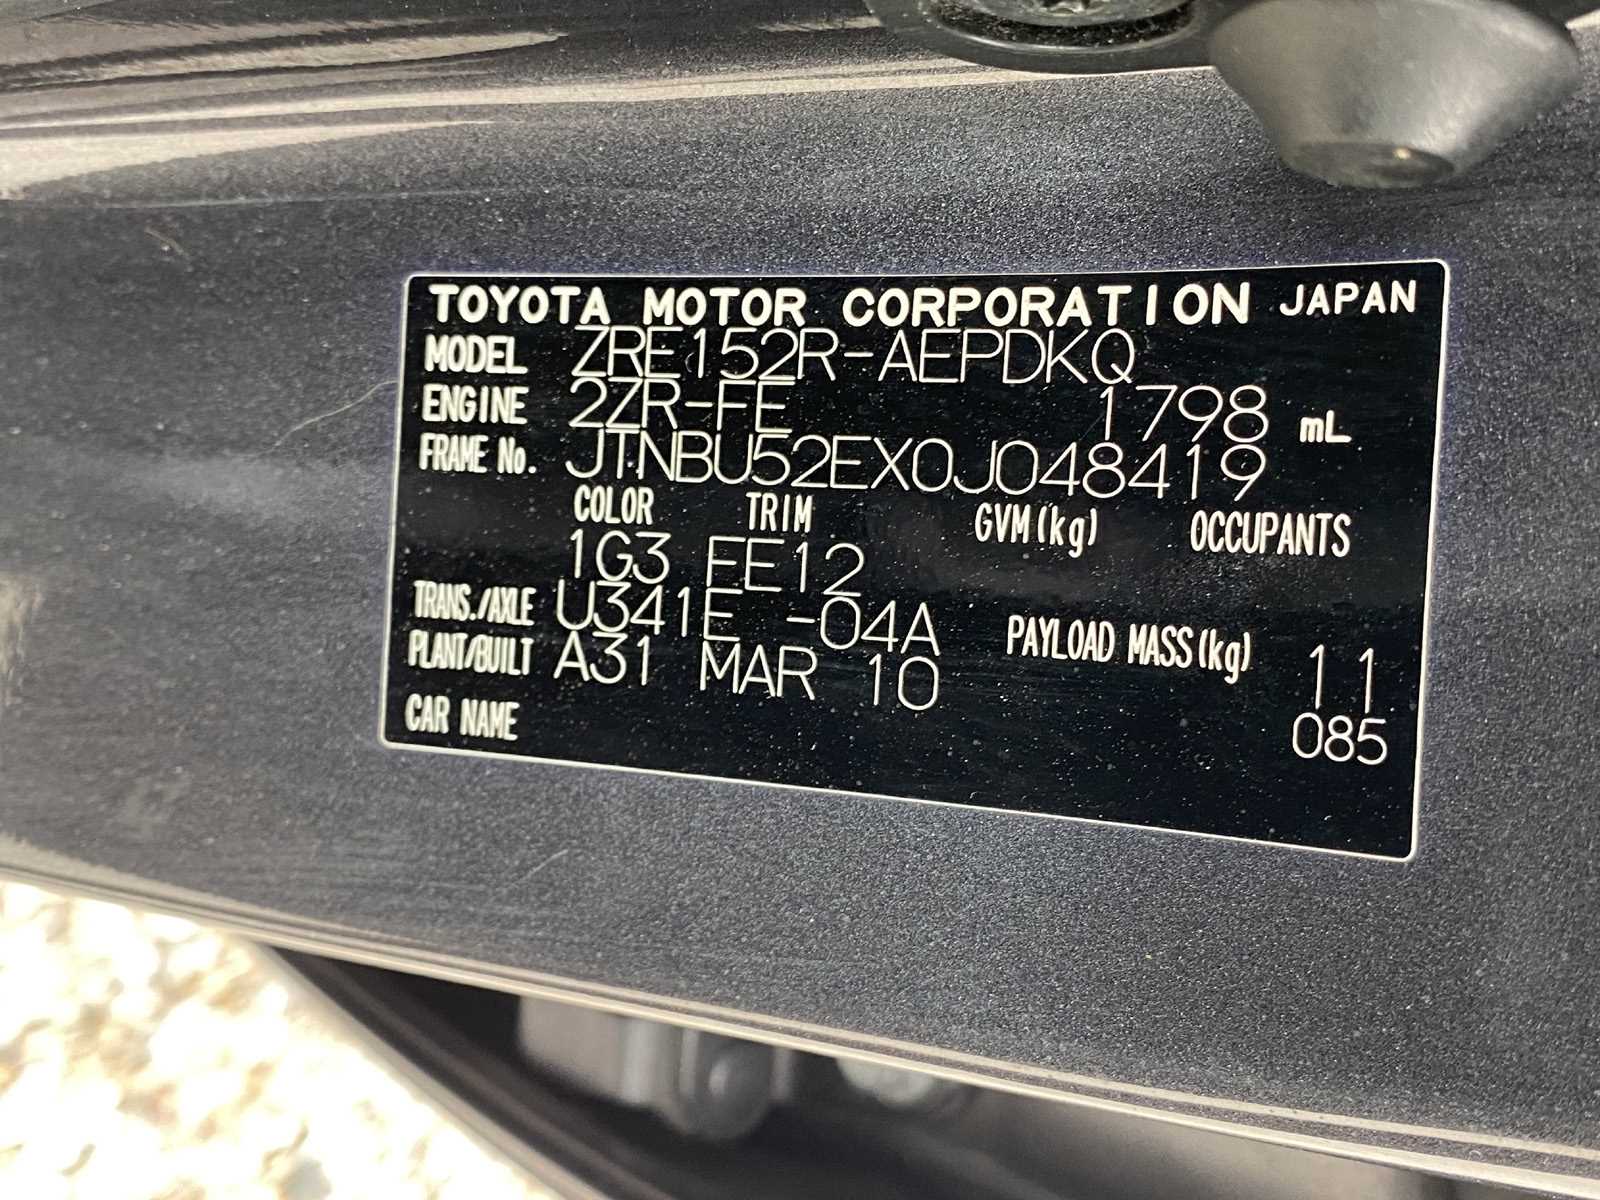 TOYOTA MOTOR CORPORATION JAPAN
MODEL ZRE152R-AEPDKQ
ENGINE 2ZR-FE 1798 mL
FRAME No. JTNBU52EX0J048419
COLOR TRIM GVM(kg) OCCUPANTS
1G3 FE12
TRANS./AXLE U341E -04A PAYLOAD MASS(kg) 11
PLANT/BUILT A31 MAR 10
085
CAR NAME